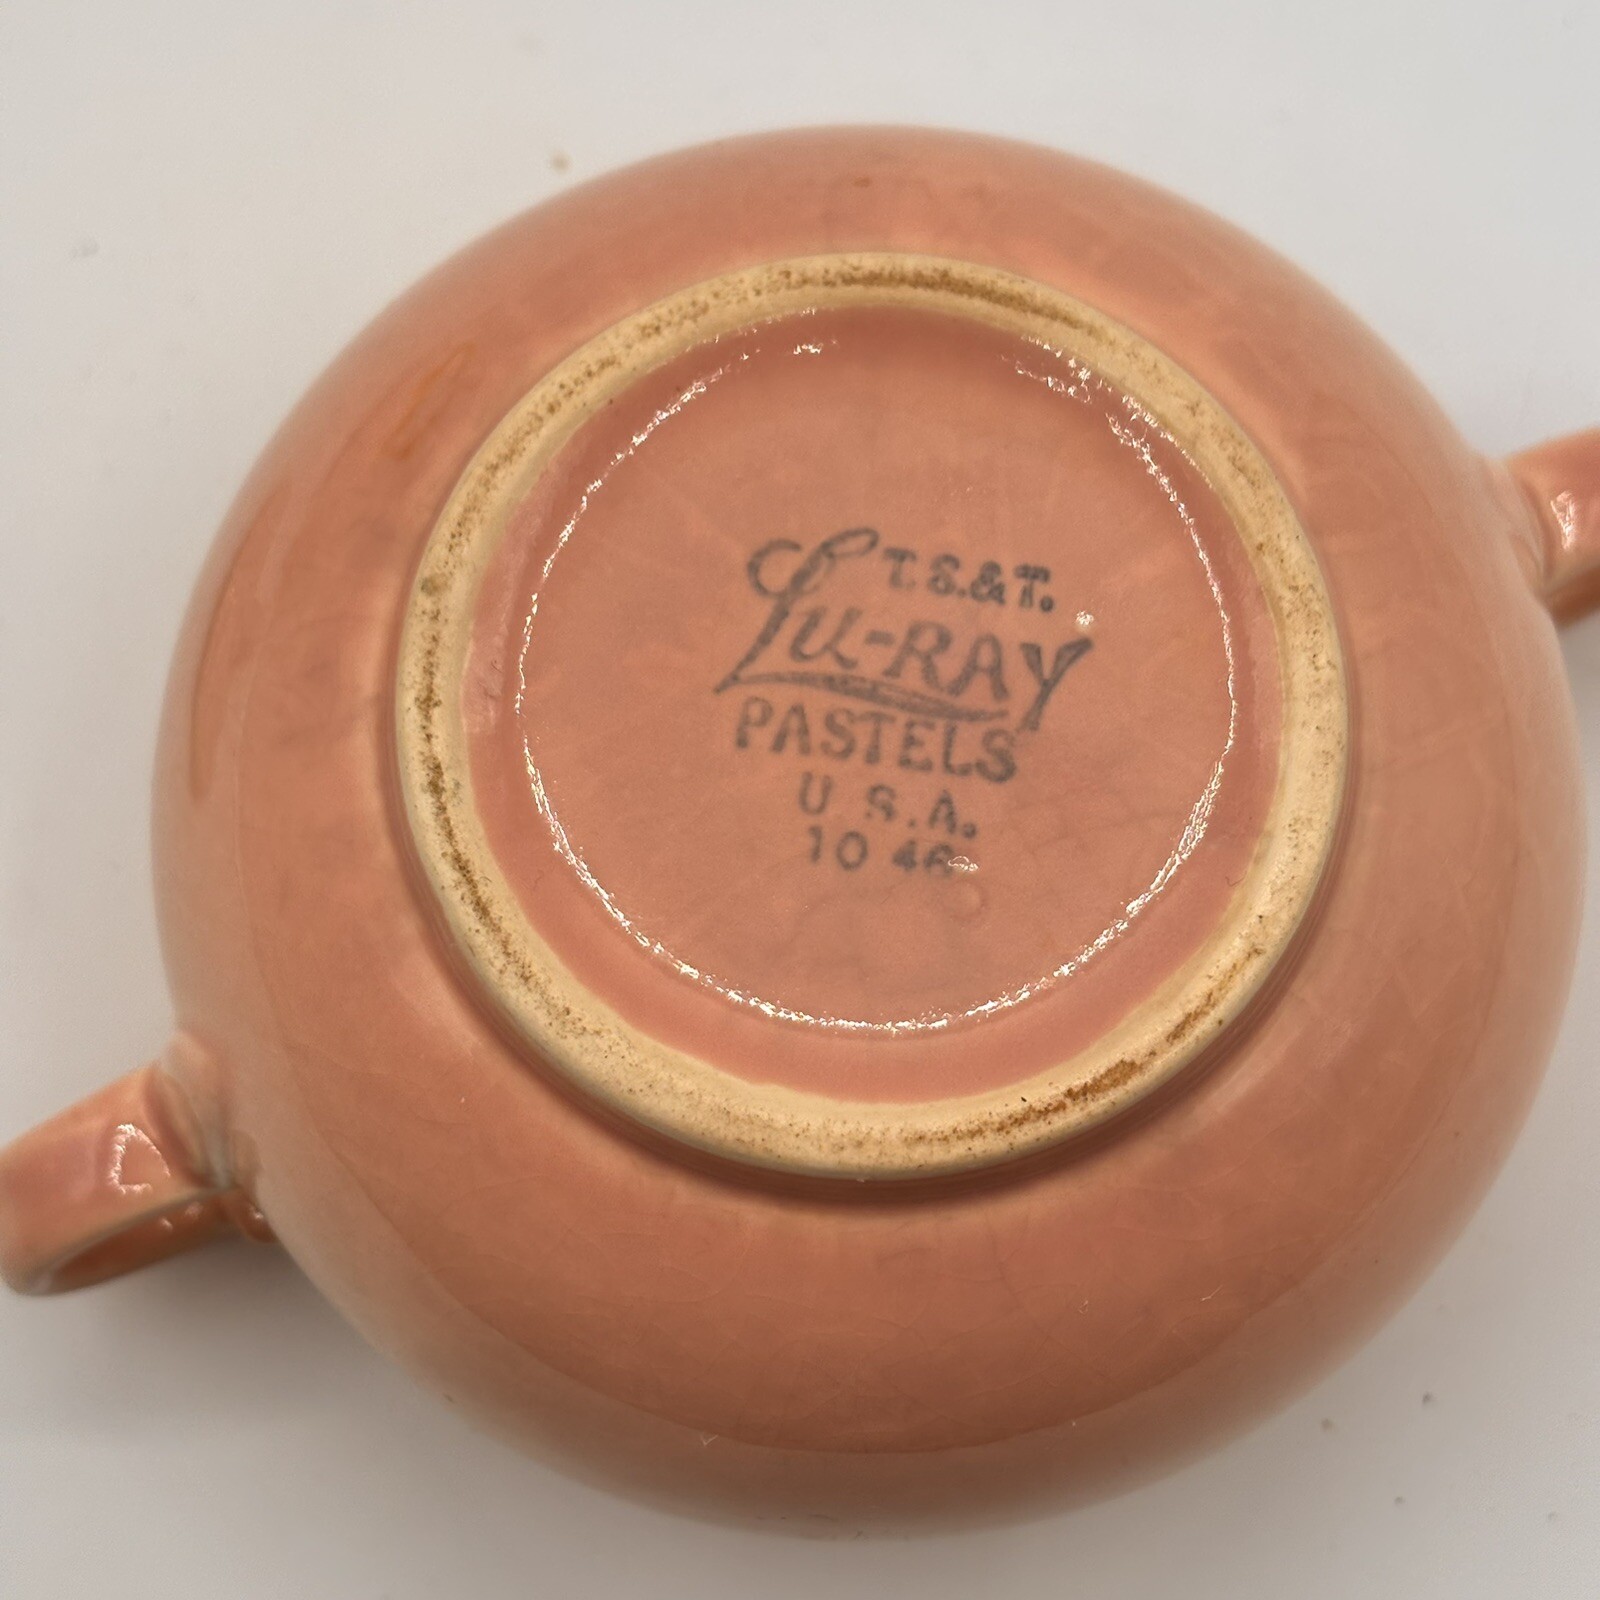 T.S.&T.
Lu-RAY
PASTELS
U.S.A.
10 46